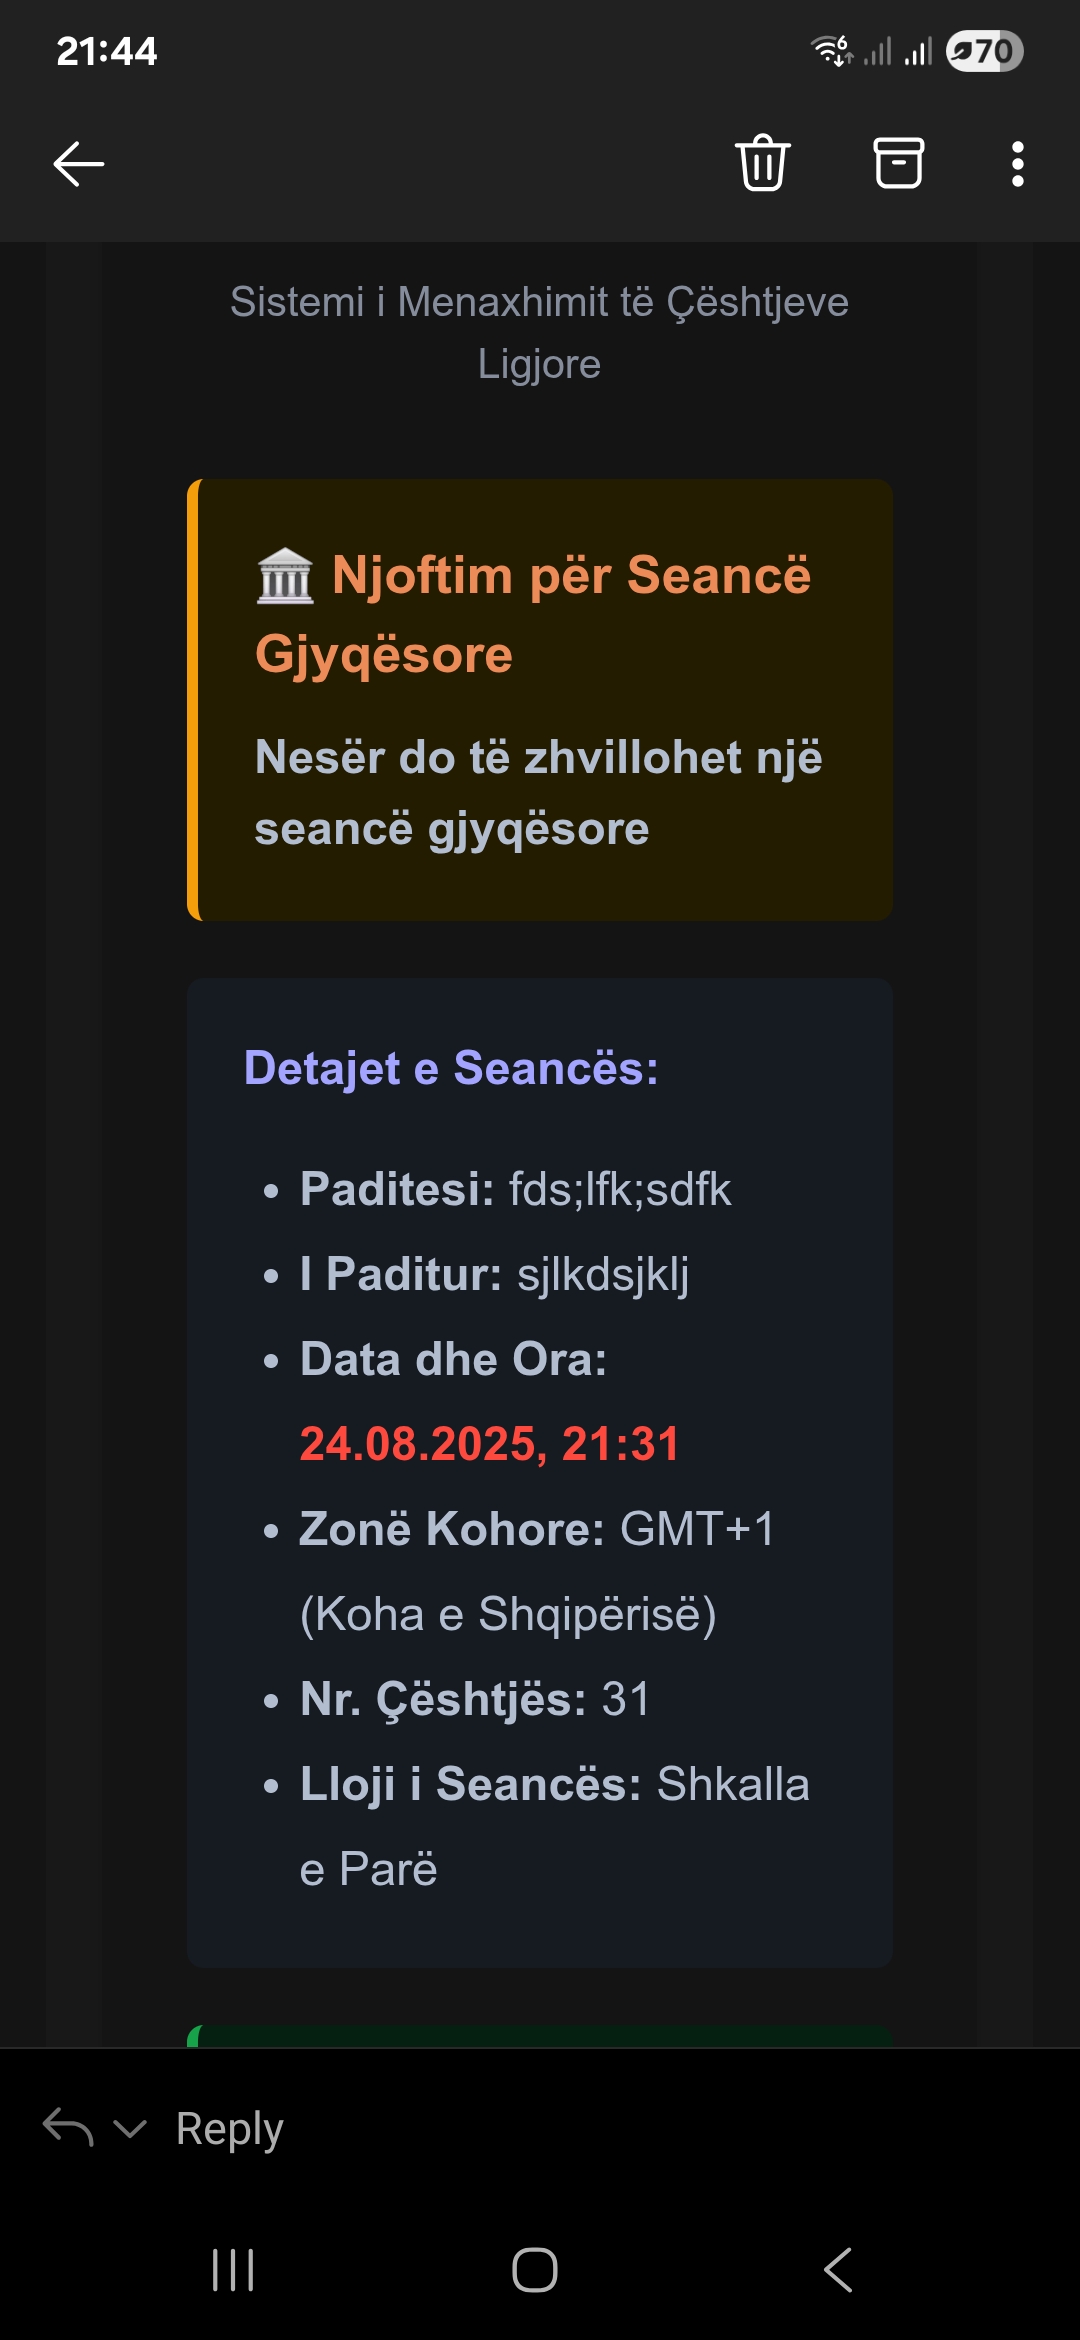 21:44
6
70
Sistemi i Menaxhimit të Çështjeve
Ligjore
🏛️ Njoftim për Seancë
Gjyqësore
Nesër do të zhvillohet një
seancë gjyqësore
Detajet e Seancës:
• Paditesi: fds;lfk;sdfk
• I Paditur: sjlkdsjklj
• Data dhe Ora:
24.08.2025, 21:31
• Zonë Kohore: GMT+1
(Koha e Shqipërisë)
• Nr. Çështjës: 31
• Lloji i Seancës: Shkalla
e Parë
Reply